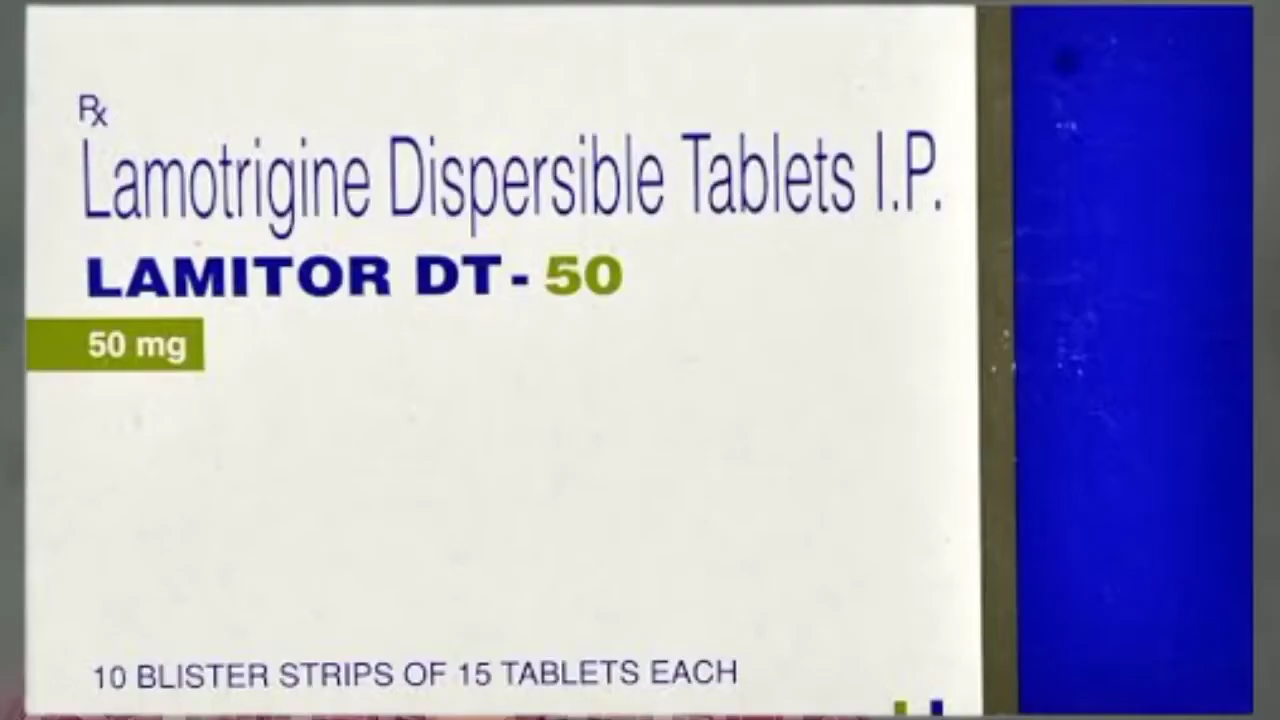 Rx
Lamotrigine Dispersible Tablets I.P.
LAMITOR DT-50
50 mg
10 BLISTER STRIPS OF 15 TABLETS EACH